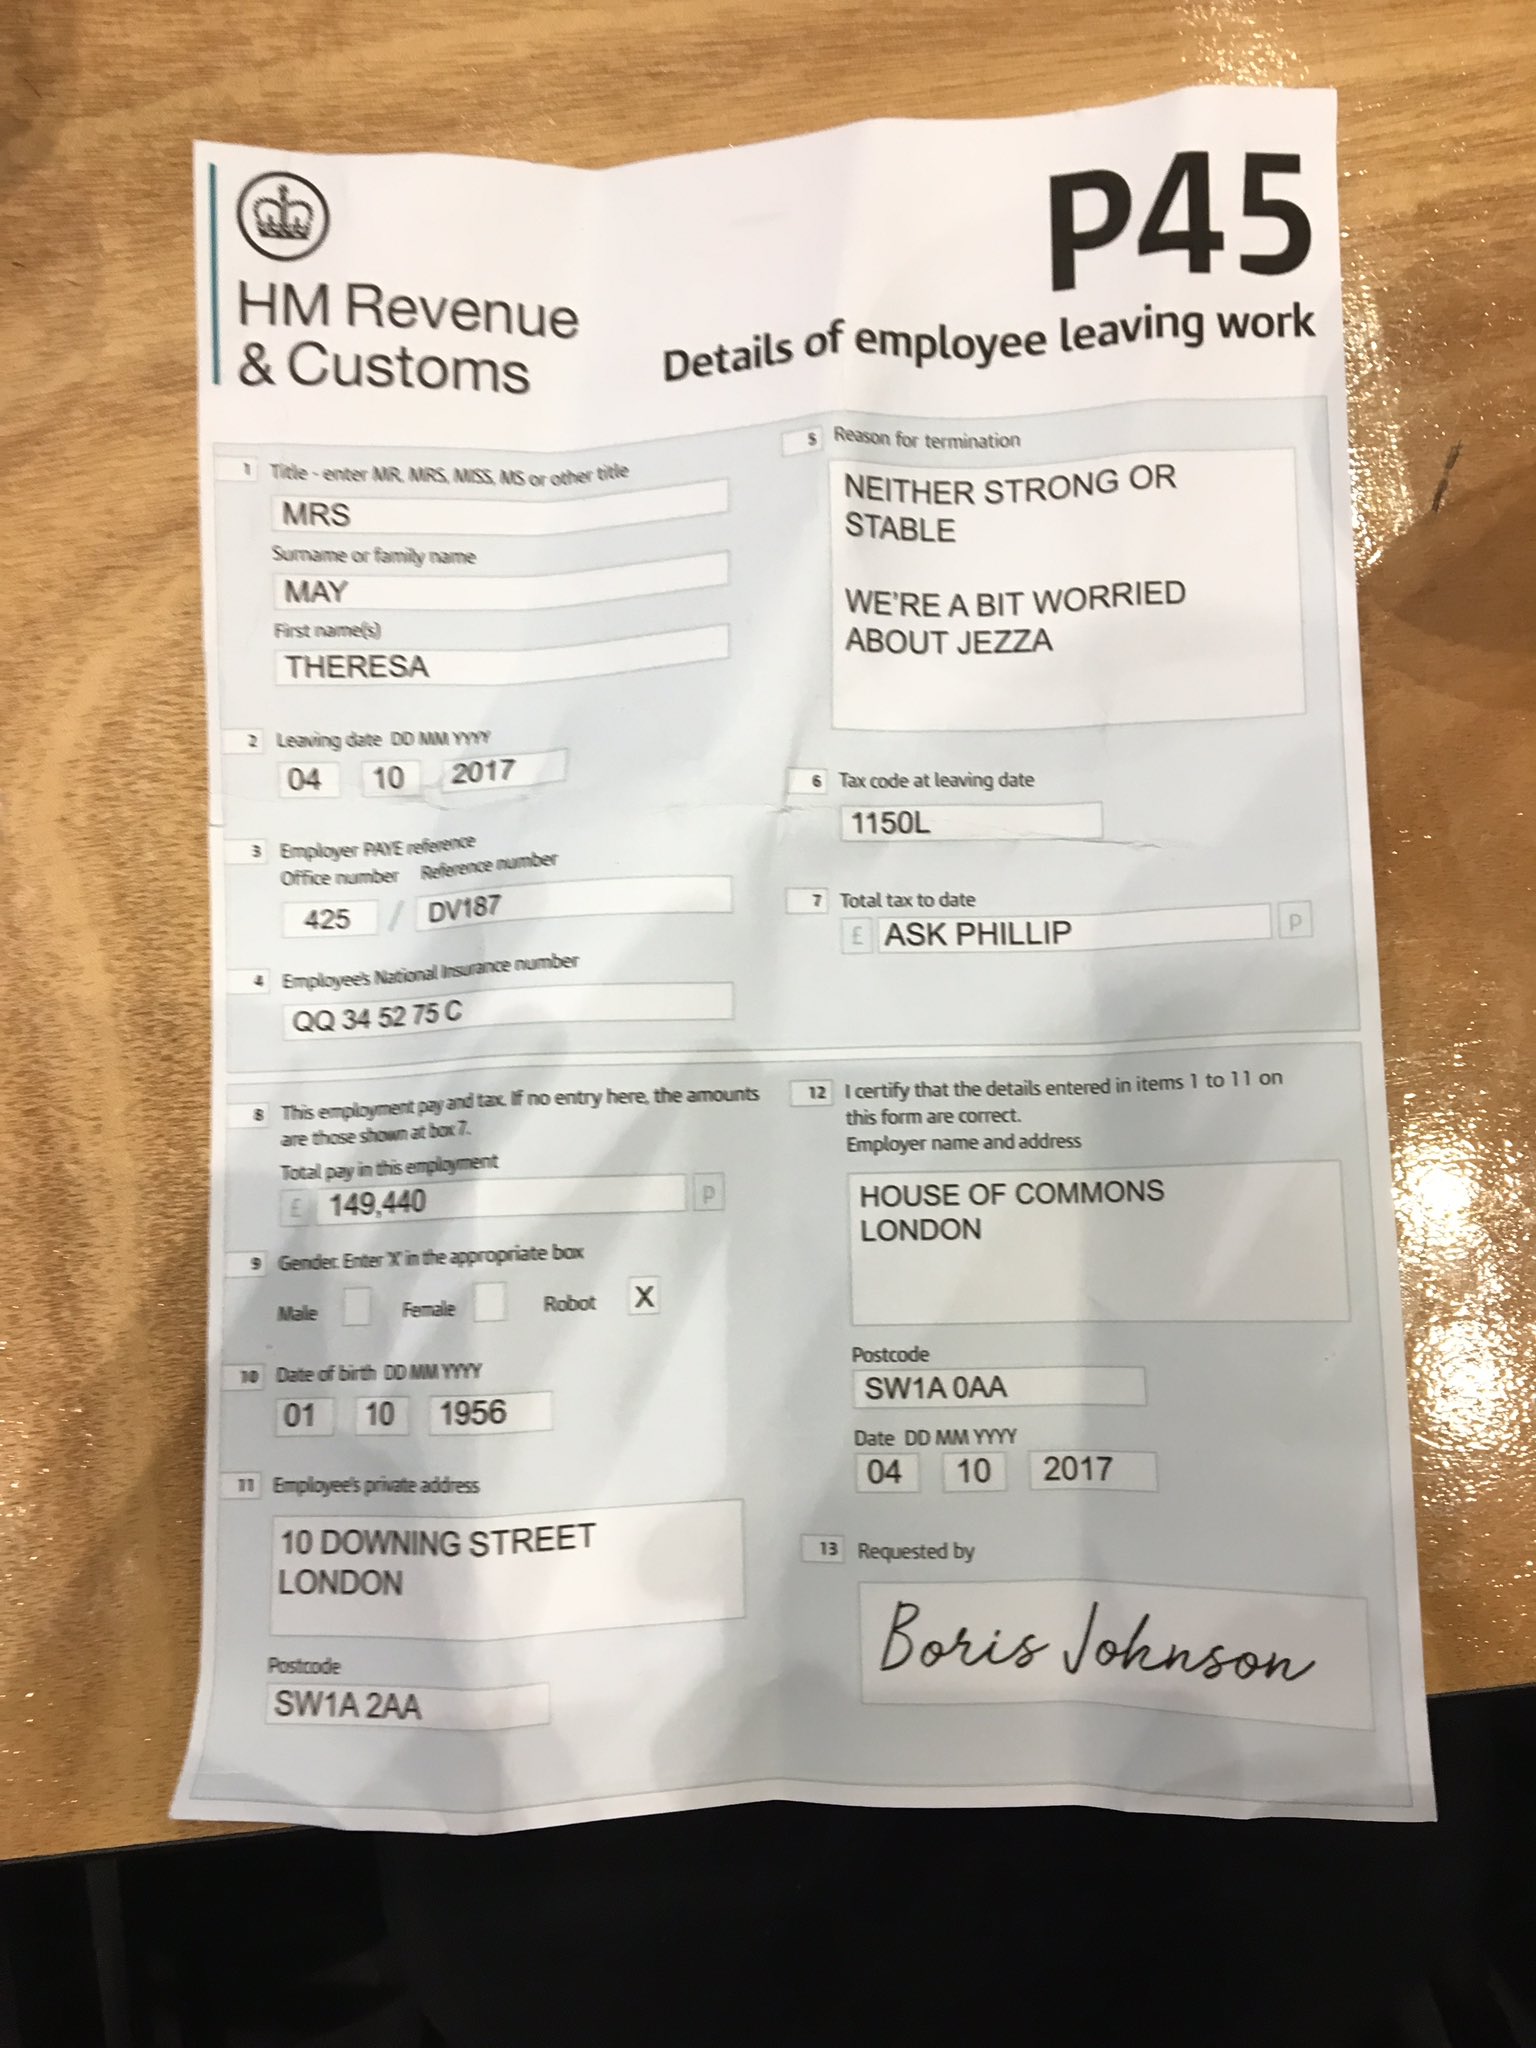 HM Revenue
& Customs
P45
Details of employee leaving work
1 Title - enter MR, MRS, MISS, MS or other title
MRS
Surname or family name
MAY
First name(s)
THERESA
2 Leaving date DD MM YYYY
04 10 2017
3 Employer PAYE reference
Office number Reference number
425 / DV187
4 Employee's National Insurance number
QQ 34 52 75 C
5 Reason for termination
NEITHER STRONG OR
STABLE
WE'RE A BIT WORRIED
ABOUT JEZZA
6 Tax code at leaving date
1150L
7 Total tax to date
£ ASK PHILLIP p
8 This employment pay and tax. If no entry here, the amounts
are those shown at box 7.
Total pay in this employment
£ 149,440 p
9 Gender. Enter 'X' in the appropriate box
Male Female Robot X
10 Date of birth DD MM YYYY
01 10 1956
11 Employee's private address
10 DOWNING STREET
LONDON
Postcode
SW1A 2AA
12 I certify that the details entered in items 1 to 11 on
this form are correct.
Employer name and address
HOUSE OF COMMONS
LONDON
Postcode
SW1A 0AA
Date DD MM YYYY
04 10 2017
13 Requested by
Boris Johnson